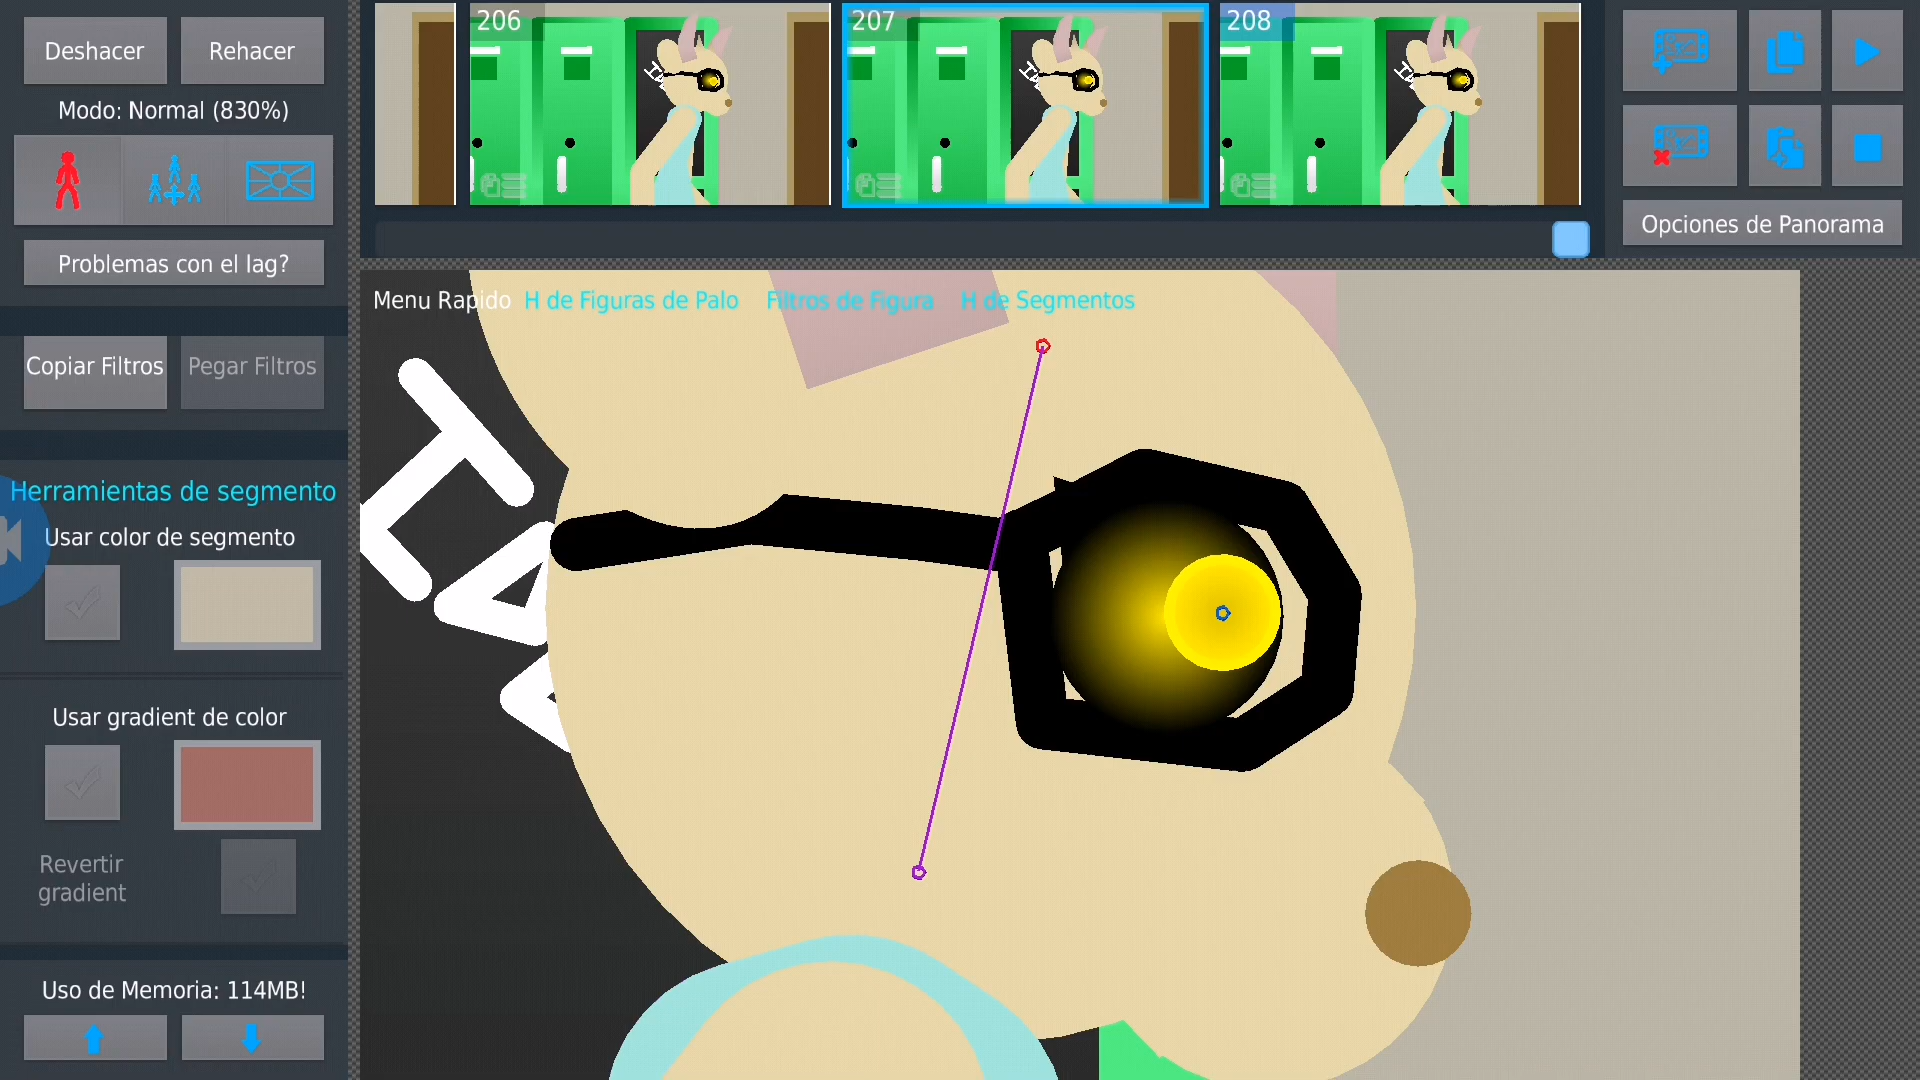 Deshacer
Rehacer
Modo: Normal (830%)
Problemas con el lag?
Copiar Filtros
Pegar Filtros
Herramientas de segmento
Usar color de segmento
Usar gradient de color
Revertir
gradient
Uso de Memoria: 114MB!
206
207
208
Opciones de Panorama
Menu Rapido
H de Figuras de Palo
Filtros de Figura
H de Segmentos